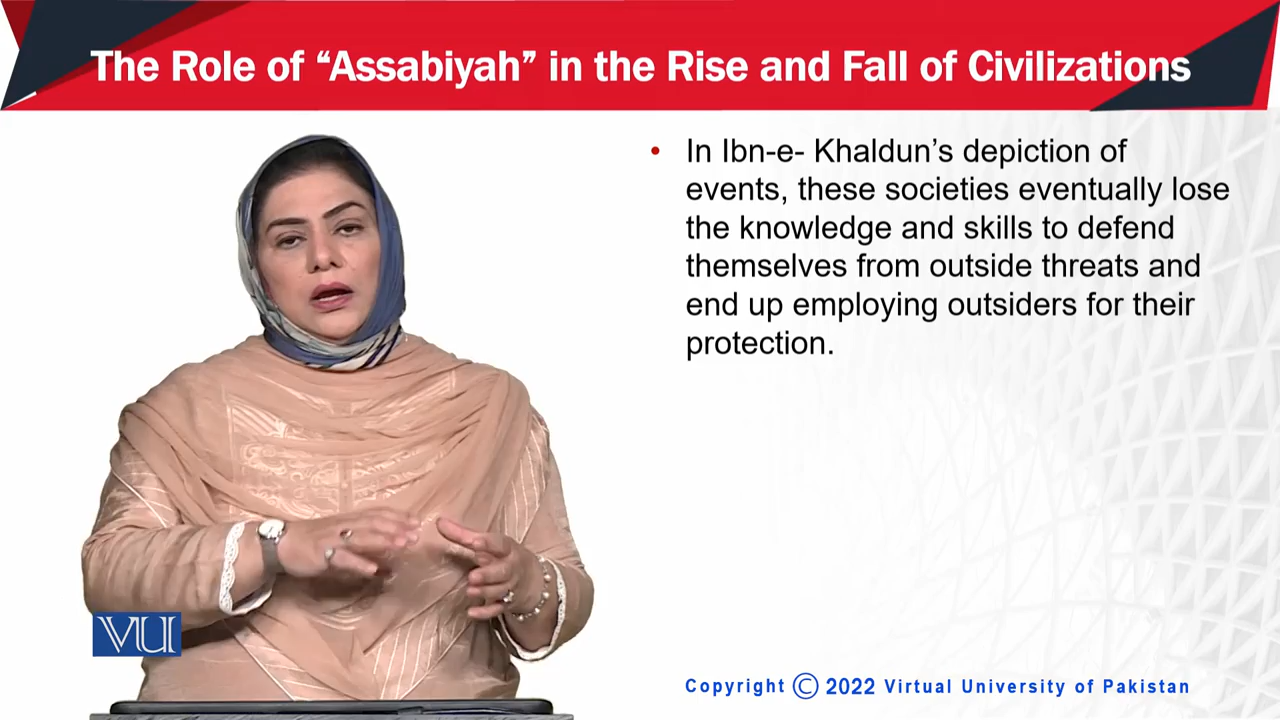 The Role of “Assabiyah” in the Rise and Fall of Civilizations
• In Ibn-e- Khaldun’s depiction of
events, these societies eventually lose
the knowledge and skills to defend
themselves from outside threats and
end up employing outsiders for their
protection.
VU
Copyright © 2022 Virtual University of Pakistan